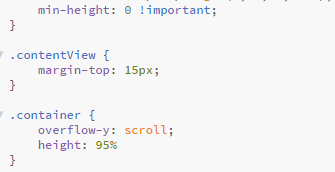 min-height: 0 !important;
}
.contentView {
margin-top: 15px;
}
.container {
overflow-y: scroll;
height: 95%
}